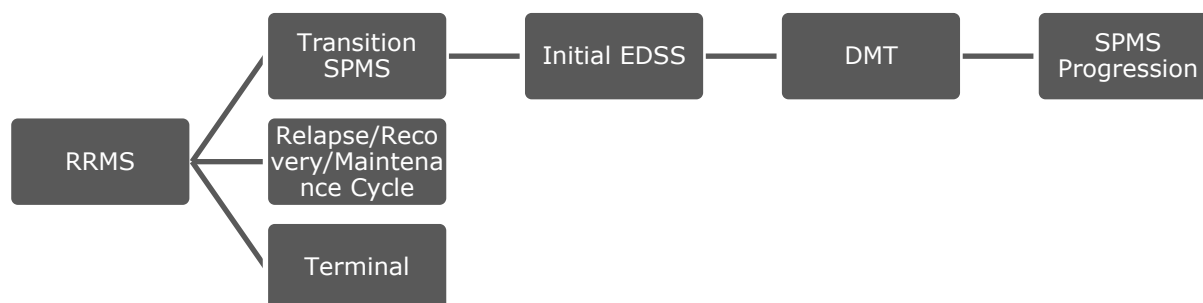 Transition
SPMS
Initial EDSS
DMT
SPMS
Progression
RRMS
Relapse/Reco
very/Maintena
nce Cycle
Terminal